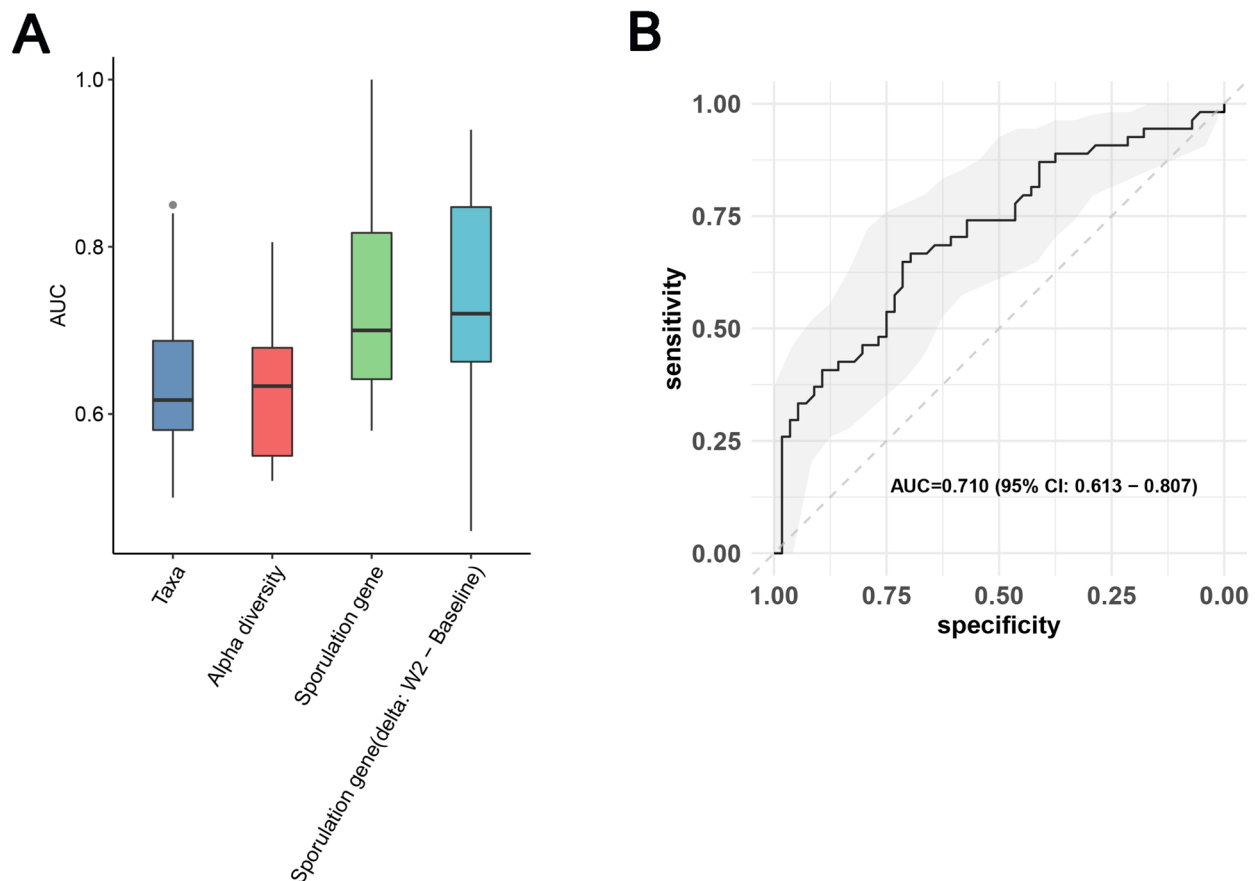 A
1.0
0.8
0.6
AUC
Taxa
Alpha diversity
Sporulation gene
Sporulation gene(delta: W2 − Baseline)
B
1.00
0.75
0.50
0.25
0.00
sensitivity
AUC=0.710 (95% CI: 0.613 − 0.807)
1.00 0.75 0.50 0.25 0.00
specificity